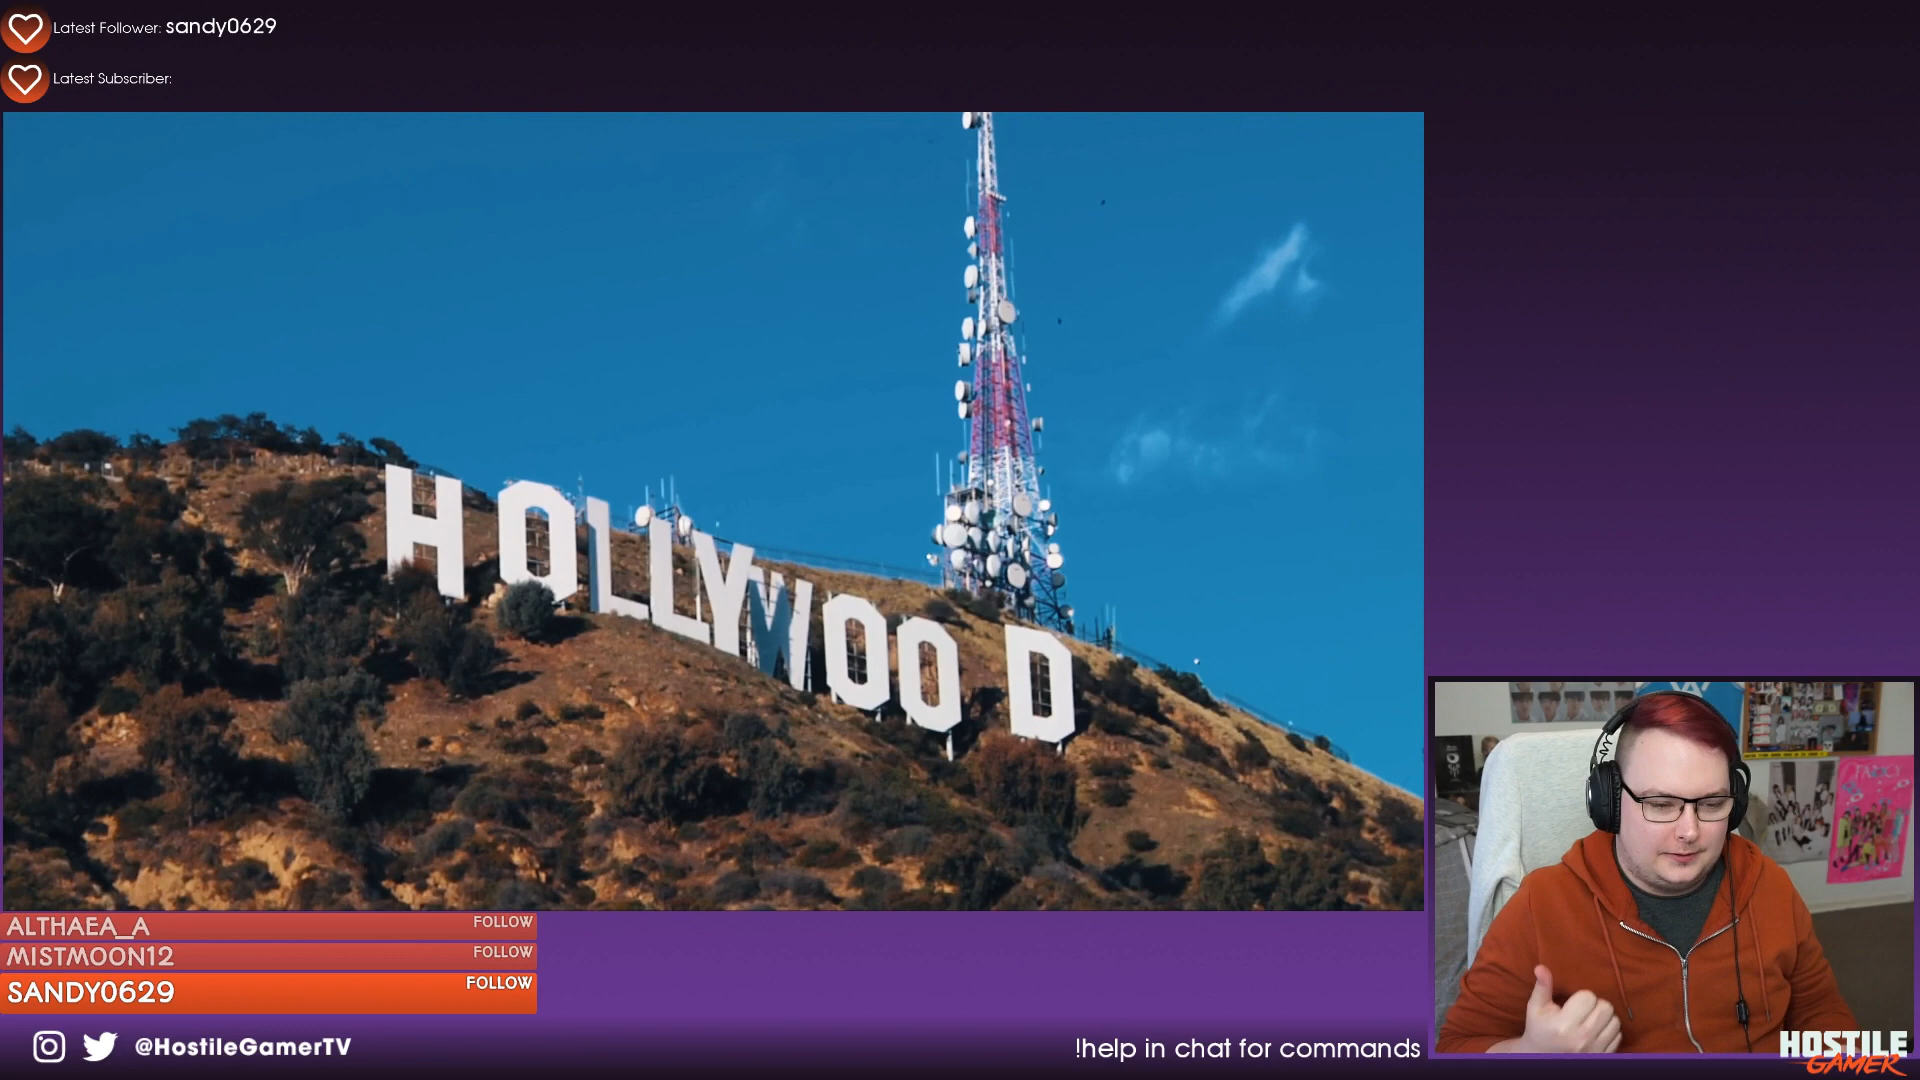 Latest Follower: sandy0629
Latest Subscriber:
HOLLYWOOD
ALTHAEA_A FOLLOW
MISTMOON12 FOLLOW
SANDY0629 FOLLOW
@HostileGamerTV
!help in chat for commands
FANCY
HOSTILE
GAMER